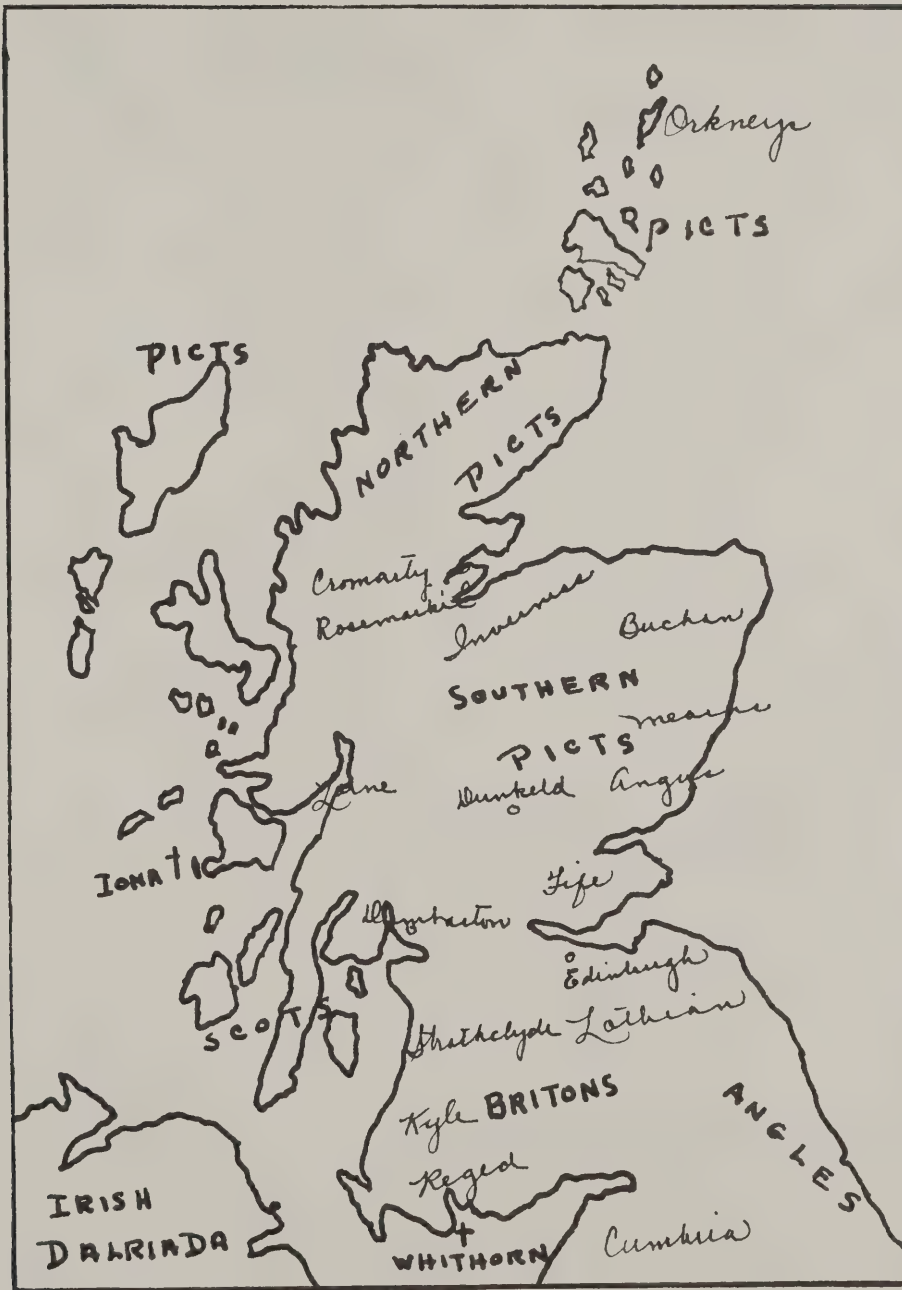 Orkneys
PICTS
PICTS
NORTHERN
PICTS
Cromarty
Rosemarkie
Inverness
Buchan
SOUTHERN
PICTS
Mearns
Dunkeld
Angus
IONA
Fife
Dumbarton
Edinburgh
SCOTS
Strathclyde
Lothian
Kyle
BRITONS
ANGLES
Reged
IRISH
DALRIADA
WHITHORN
Cumbria